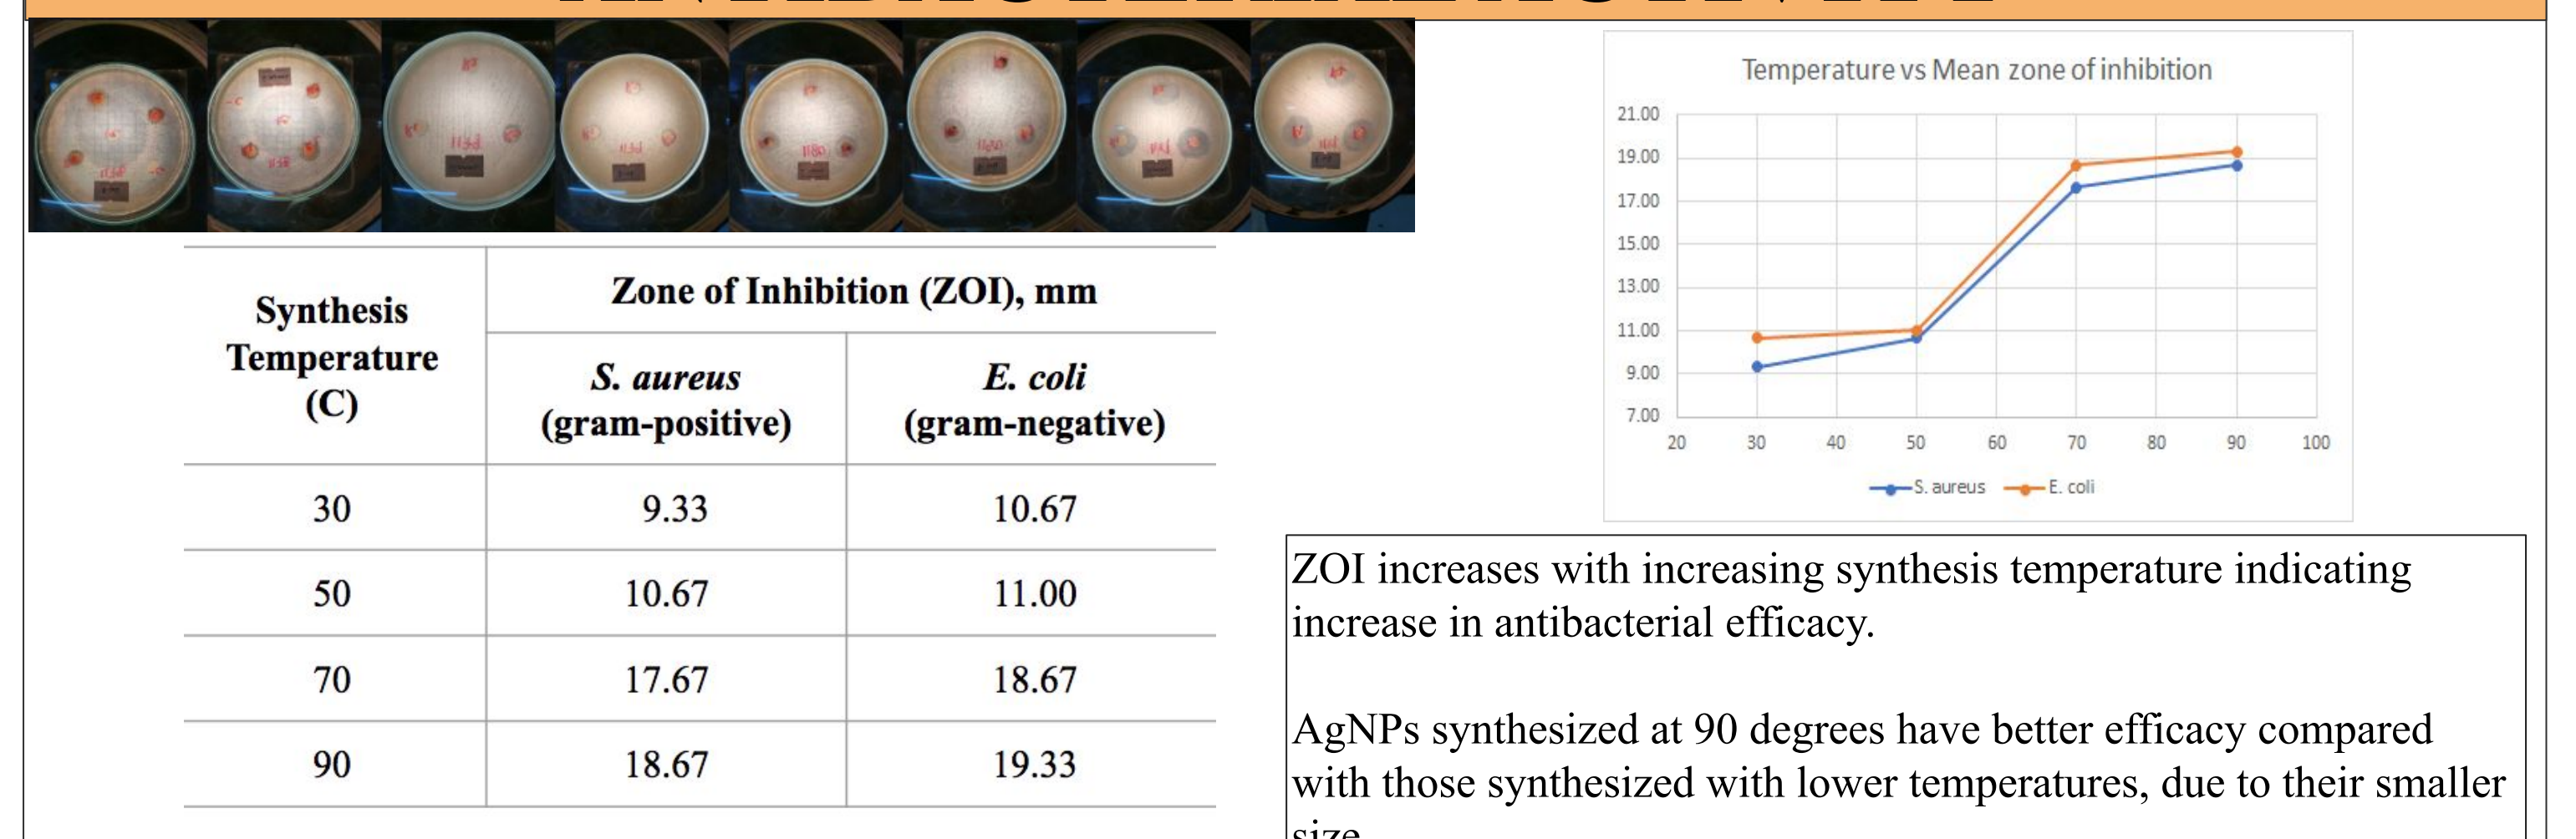 Temperature vs Mean zone of inhibition
21.00
19.00
17.00
15.00
13.00
11.00
9.00
7.00
20 30 40 50 60 70 80 90 100
S. aureus E. coli
Synthesis
Temperature
(C)
Zone of Inhibition (ZOI), mm
S. aureus
(gram-positive)
E. coli
(gram-negative)
30 9.33 10.67
50 10.67 11.00
70 17.67 18.67
90 18.67 19.33
ZOI increases with increasing synthesis temperature indicating
increase in antibacterial efficacy.
AgNPs synthesized at 90 degrees have better efficacy compared
with those synthesized with lower temperatures, due to their smaller
size